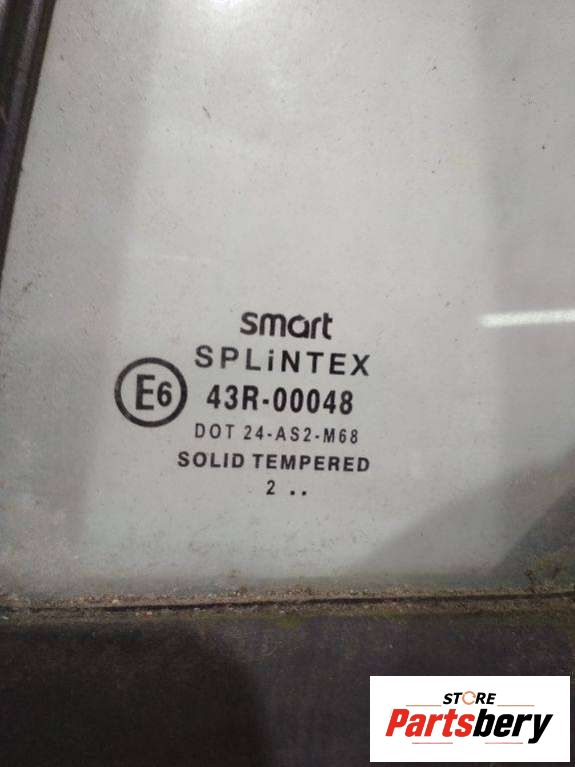 smart
SPLiNTEX
E6
43R-00048
DOT 24-AS2-M68
SOLID TEMPERED
2 ..
STORE
Partsbery